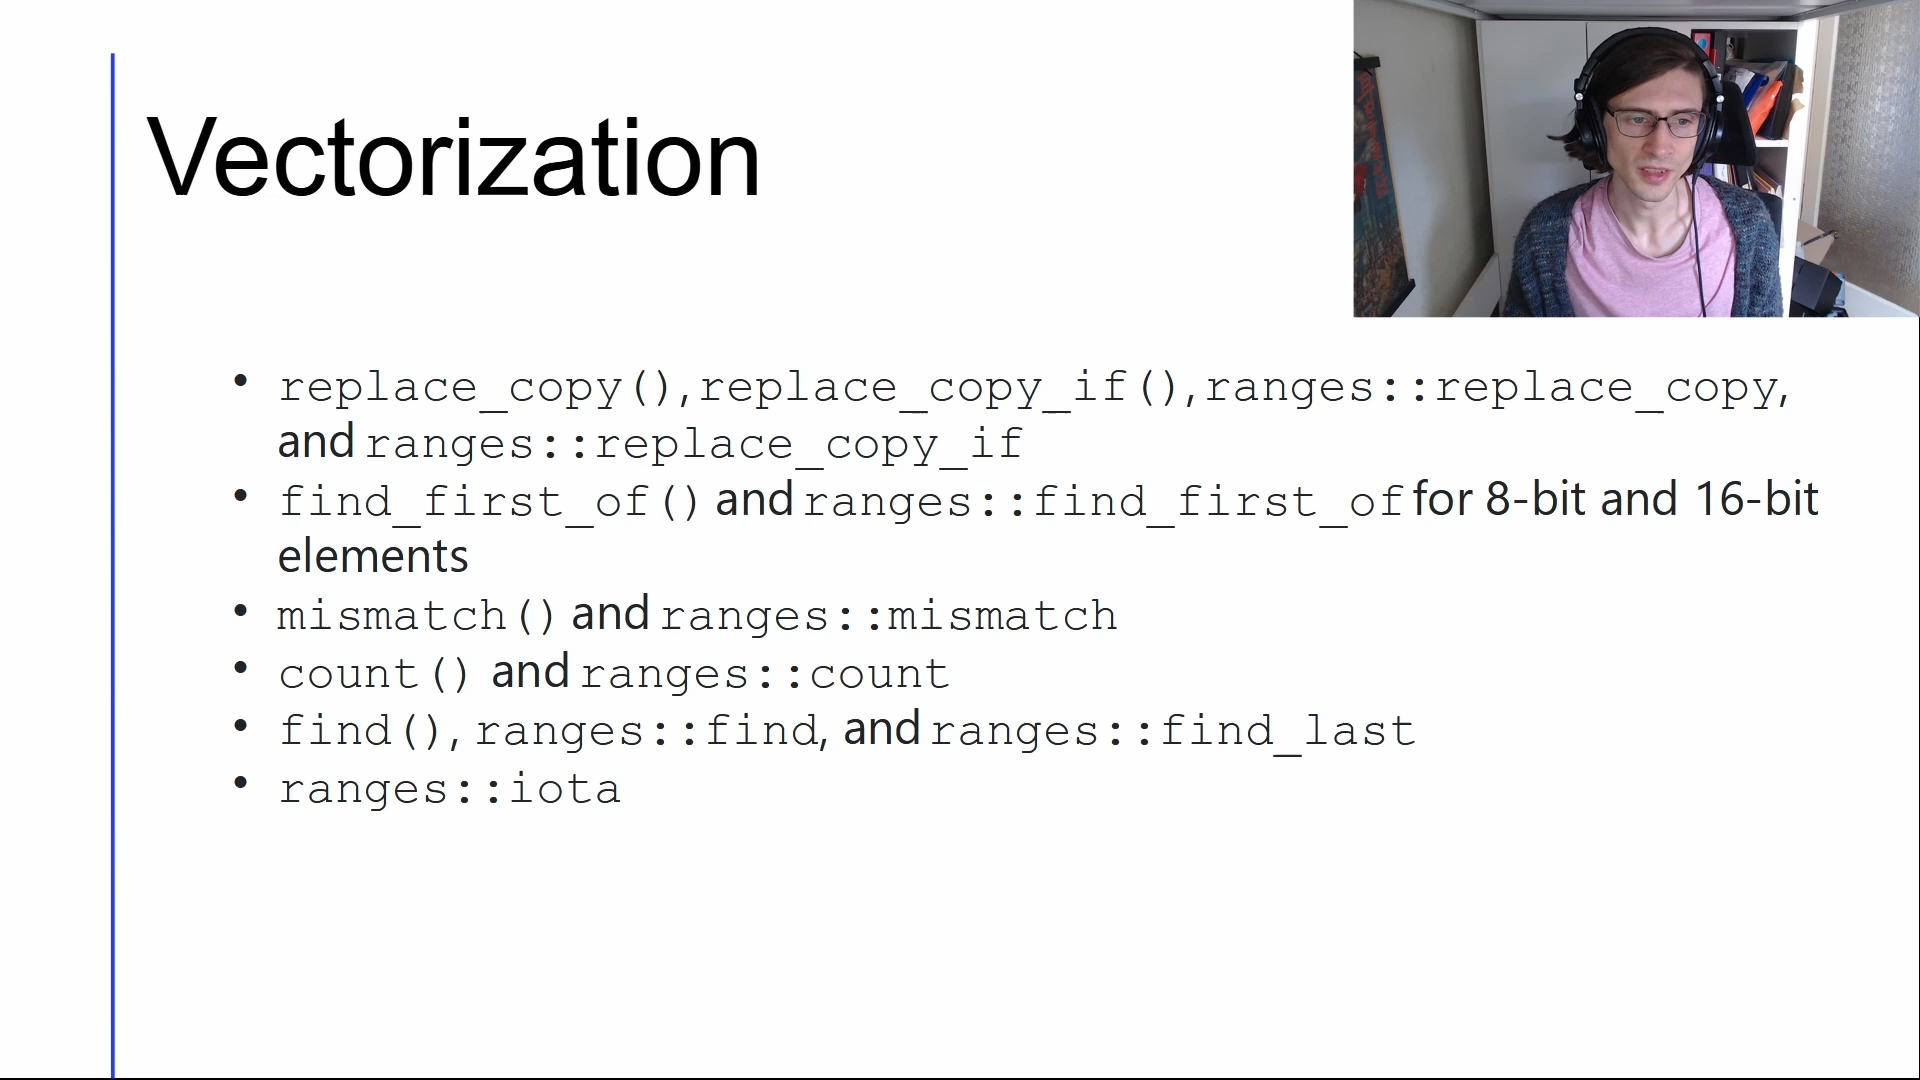 Vectorization
• replace_copy(), replace_copy_if(), ranges::replace_copy,
and ranges::replace_copy_if
• find_first_of() and ranges::find_first_of for 8-bit and 16-bit
elements
• mismatch() and ranges::mismatch
• count() and ranges::count
• find(), ranges::find, and ranges::find_last
• ranges::iota